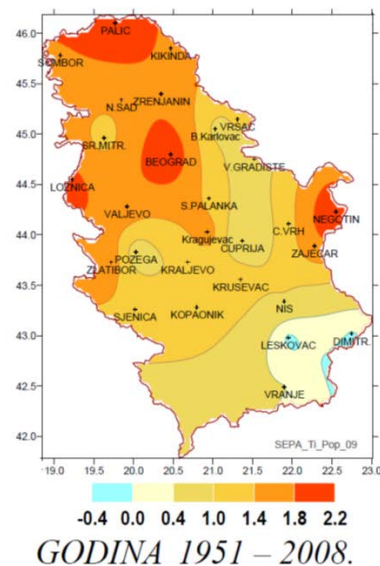 46.0
PALIC
SOMBOR
KIKINDA
45.5
N.SAD
ZRENJANIN
VRSAC
45.0
SR.MITR.
B.Karlovac
BEOGRAD
V.GRADISTE
44.5
LOZNICA
VALJEVO
S.PALANKA
NEGOTIN
C.VRH
44.0
Kragujevac
CUPRIJA
ZAJECAR
POZEGA
ZLATIBOR
KRALJEVO
43.5
KRUSEVAC
SJENICA
KOPAONIK
NIS
43.0
LESKOVAC
DIMITR.
42.5
VRANJE
42.0
SEPA_Ti_Pop_09
19.0 19.5 20.0 20.5 21.0 21.5 22.0 22.5 23.0
-0.4 0.0 0.4 1.0 1.4 1.8 2.2
GODINA 1951 – 2008.